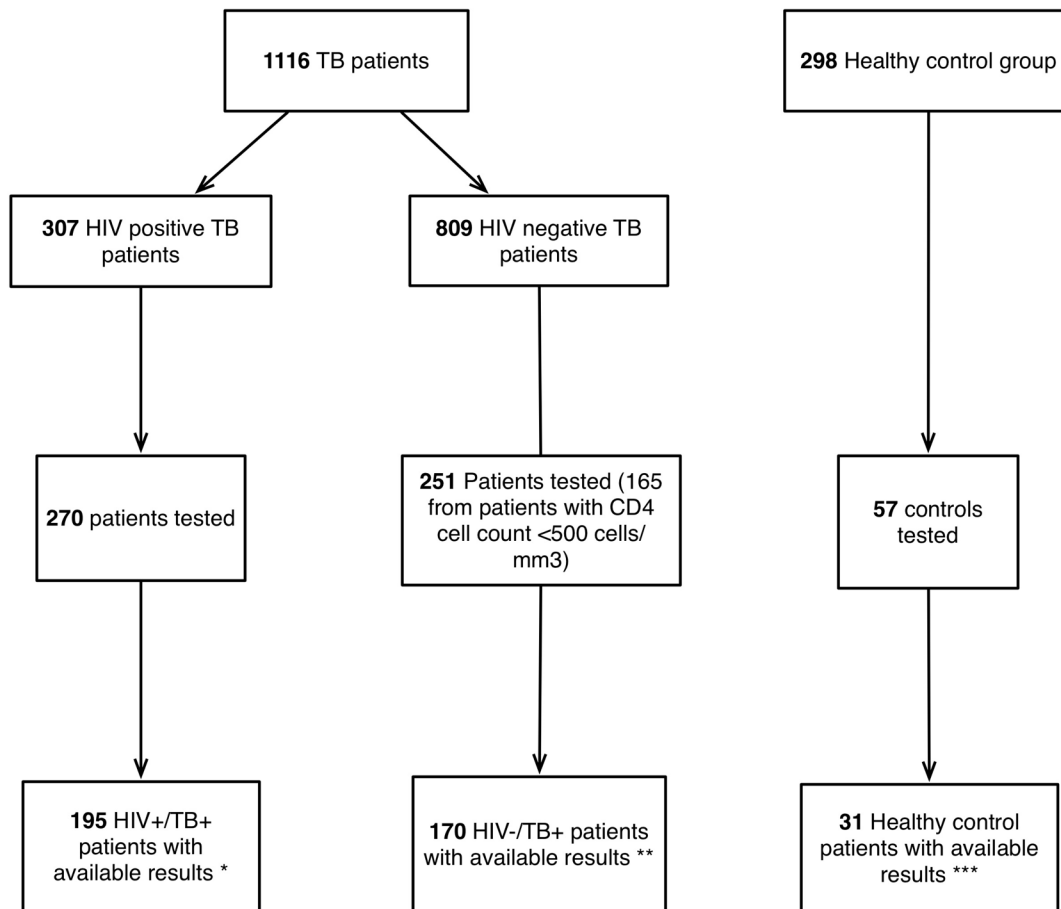 1116 TB patients
298 Healthy control group
307 HIV positive TB
patients
809 HIV negative TB
patients
270 patients tested
251 Patients tested (165
from patients with CD4
cell count <500 cells/
mm3)
57 controls
tested
195 HIV+/TB+
patients with
available results *
170 HIV-/TB+ patients
with available results **
31 Healthy control
patients with available
results ***